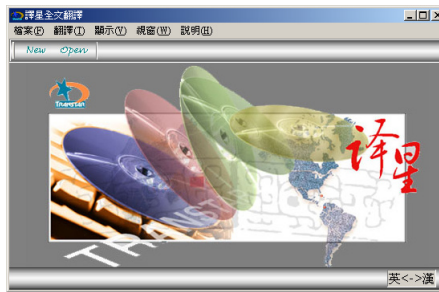 譯星全文翻譯
檔案(F) 翻譯(T) 顯示(V) 視窗(W) 説明(H)
New Open
Transtar
译星
TRANST
英<->漢